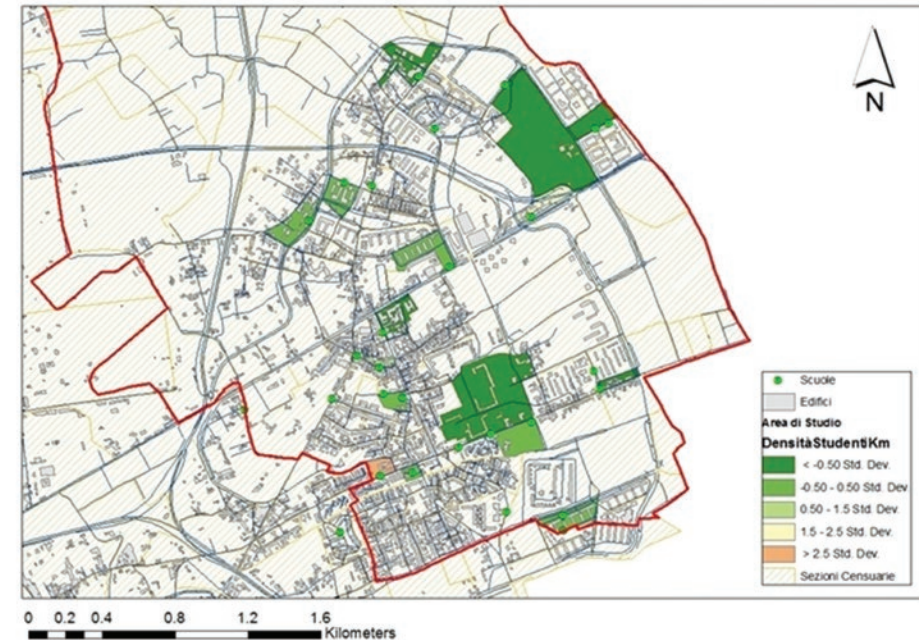 N
Scuole
Edifici
Area di Studio
DensitàStudentiKm
< -0.50 Std. Dev.
-0.50 - 0.50 Std. Dev
0.50 - 1.5 Std. Dev.
1.5 - 2.5 Std. Dev.
> 2.5 Std. Dev.
Sezioni Censuarie
0 0.2 0.4 0.8 1.2 1.6
Kilometers